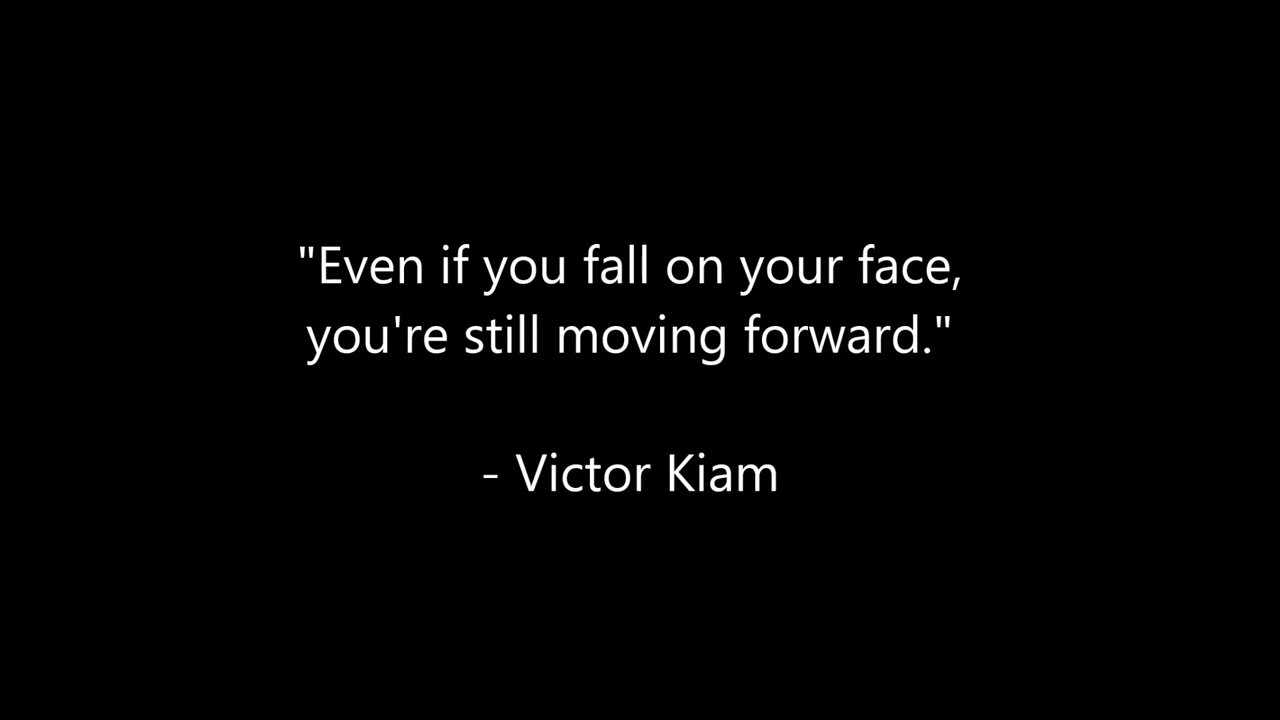 "Even if you fall on your face,
you're still moving forward."
- Victor Kiam